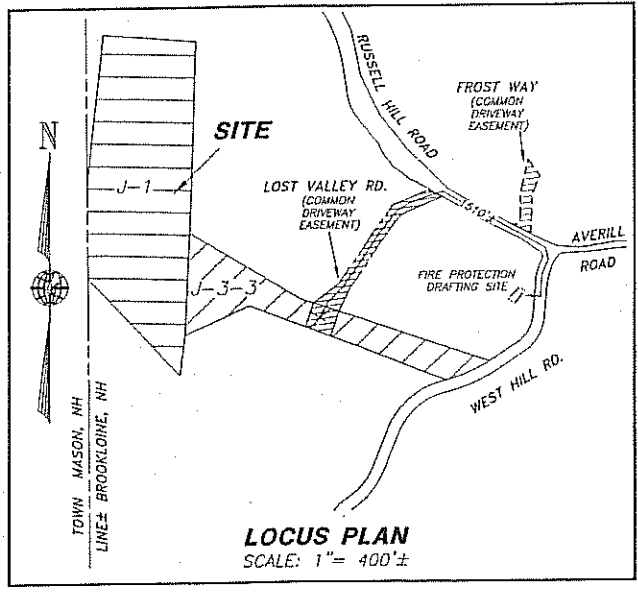 RUSSELL HILL ROAD
FROST WAY
(COMMON
DRIVEWAY
EASEMENT)
N
SITE
J-1
LOST VALLEY RD.
(COMMON
DRIVEWAY
EASEMENT)
1510'±
AVERILL
ROAD
J-3-3
FIRE PROTECTION
DRAFTING SITE
WEST HILL RD.
TOWN MASON, NH
LINE± BROOKLOINE, NH
LOCUS PLAN
SCALE: 1"= 400'±